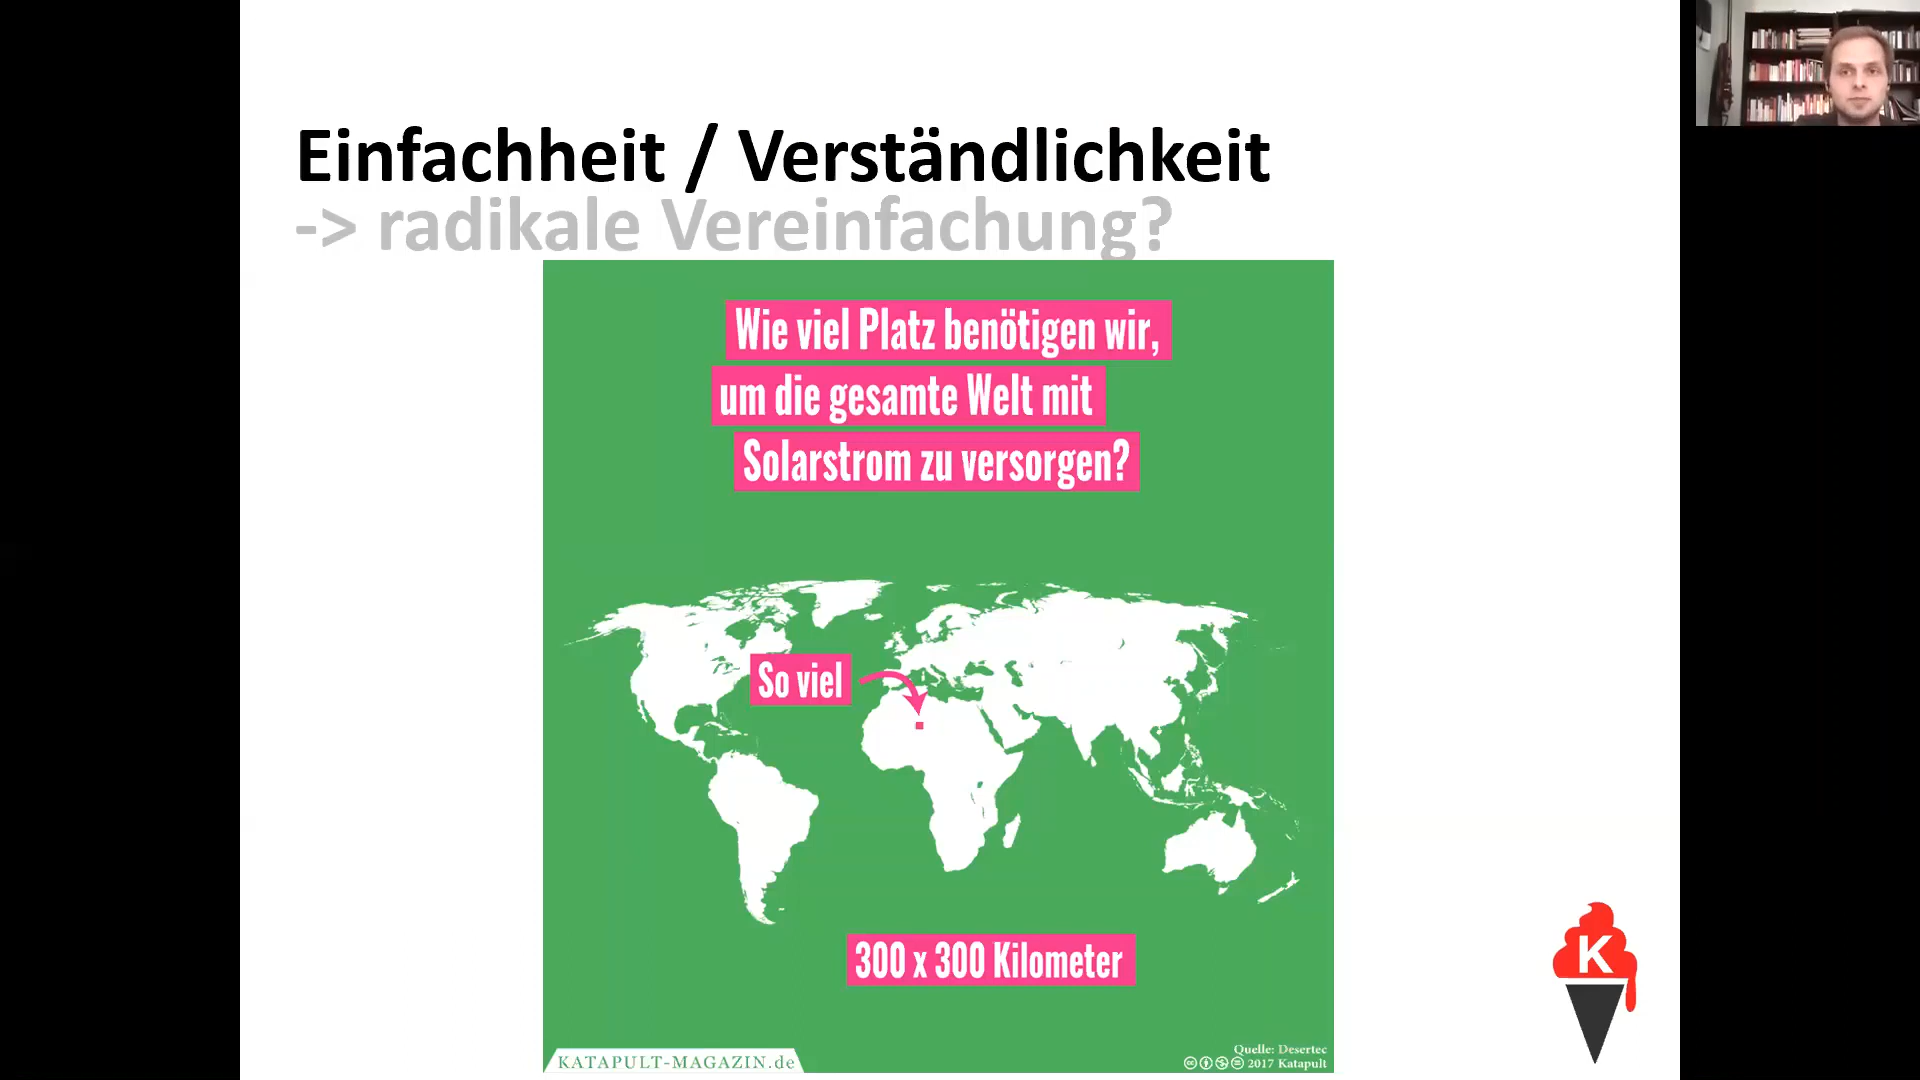 Einfachheit / Verständlichkeit
-> radikale Vereinfachung?
Wie viel Platz benötigen wir,
um die gesamte Welt mit
Solarstrom zu versorgen?
So viel
300 x 300 Kilometer
K
KATAPULT-MAGAZIN.de
Quelle: Desertec
2017 Katapult